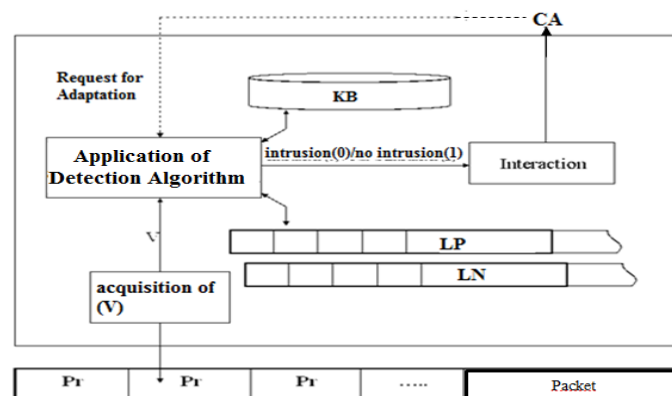 CA
Request for
Adaptation
KB
Application of
Detection Algorithm
intrusion(0)/no intrusion(1)
Interaction
V
LP
LN
acquisition of
(V)
Pr Pr Pr ..... Packet